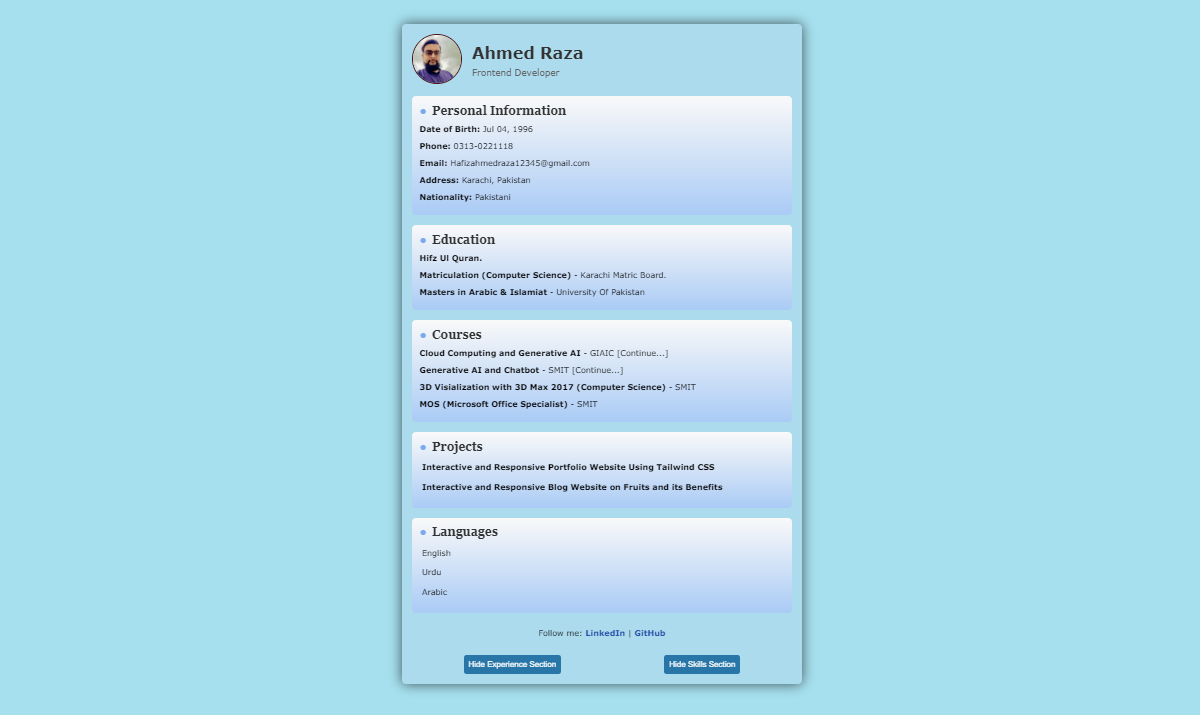 Ahmed Raza
Frontend Developer
Personal Information
Date of Birth: Jul 04, 1996
Phone: 0313-0221118
Email: Hafizahmedraza12345@gmail.com
Address: Karachi, Pakistan
Nationality: Pakistani
Education
Hifz Ul Quran.
Matriculation (Computer Science) - Karachi Matric Board.
Masters in Arabic & Islamiat - University Of Pakistan
Courses
Cloud Computing and Generative AI - GIAIC [Continue...]
Generative AI and Chatbot - SMIT [Continue...]
3D Visialization with 3D Max 2017 (Computer Science) - SMIT
MOS (Microsoft Office Specialist) - SMIT
Projects
Interactive and Responsive Portfolio Website Using Tailwind CSS
Interactive and Responsive Blog Website on Fruits and its Benefits
Languages
English
Urdu
Arabic
Follow me: LinkedIn | GitHub
Hide Experience Section
Hide Skills Section